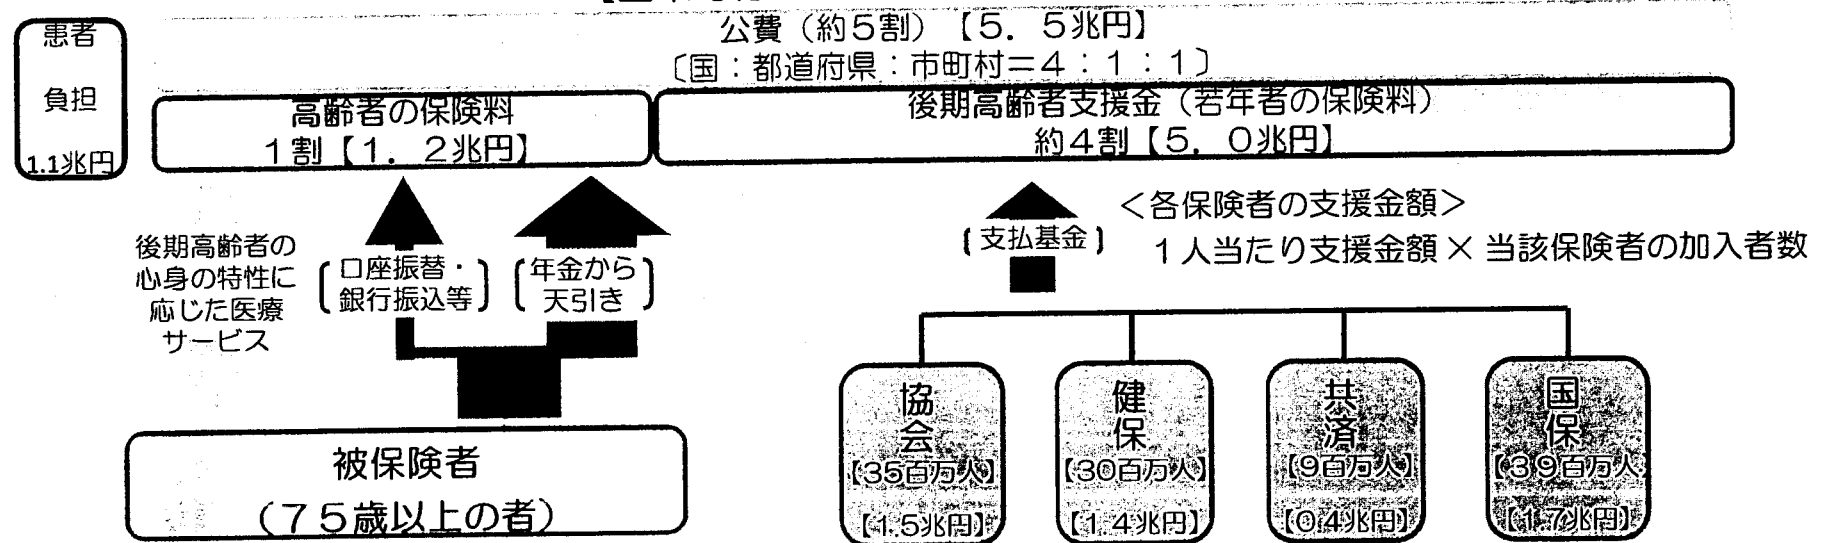 患者
負担
1.1兆円
公費（約５割）【５．５兆円】
〔国：都道府県：市町村＝４：１：１〕
高齢者の保険料
１割【１．２兆円】
後期高齢者支援金（若年者の保険料）
約４割【５．０兆円】
後期高齢者の
心身の特性に
応じた医療
サービス
口座振替・
銀行振込等
年金から
天引き
支払基金
＜各保険者の支援金額＞
１人当たり支援金額 × 当該保険者の加入者数
被保険者
（７５歳以上の者）
協会
【35百万人】
【1.5兆円】
健保
【30百万人】
【1.4兆円】
共済
【9百万人】
【0.4兆円】
国保
【３９百万人
【1.7兆円】